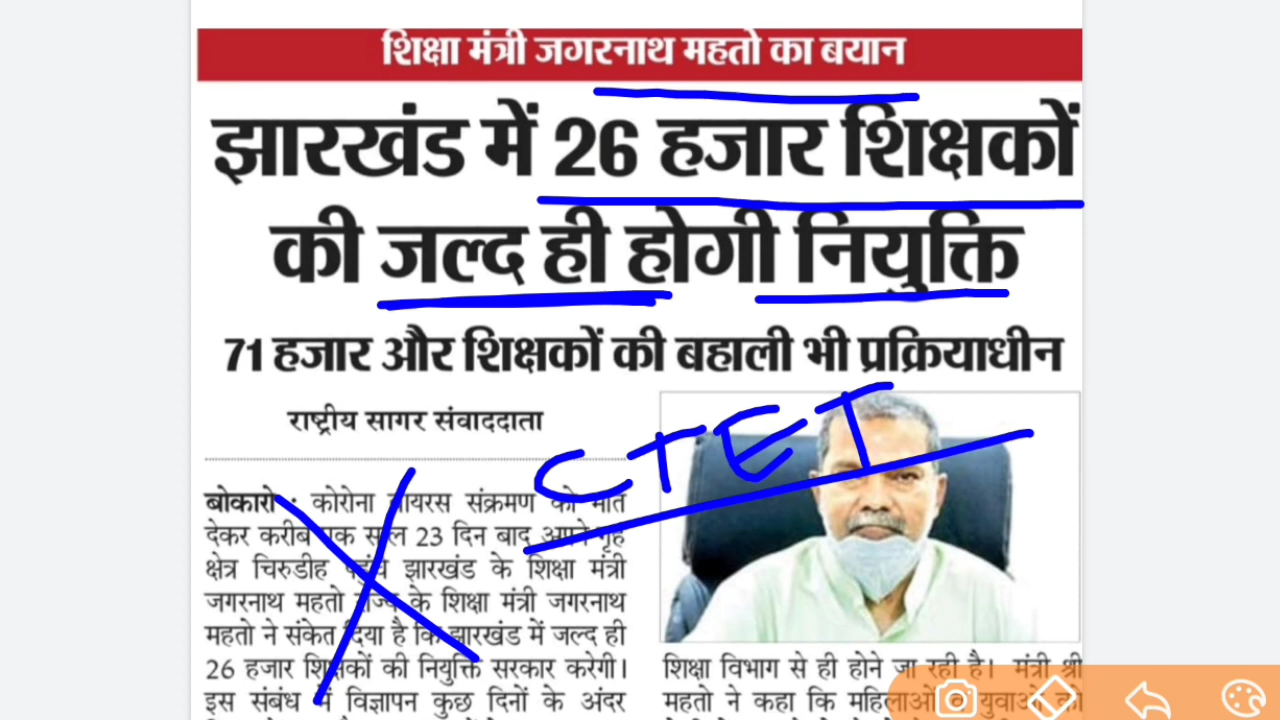 शिक्षा मंत्री जगरनाथ महतो का बयान
झारखंड में 26 हजार शिक्षकों
की जल्द ही होगी नियुक्ति
71 हजार और शिक्षकों की बहाली भी प्रक्रियाधीन
राष्ट्रीय सागर संवाददाता
CTET
बोकारो : कोरोना वायरस संक्रमण को मात
देकर करीब एक साल 23 दिन बाद अपने गृह
क्षेत्र चिरुडीह पहुंचे झारखंड के शिक्षा मंत्री
जगरनाथ महतो राज्य के शिक्षा मंत्री जगरनाथ
महतो ने संकेत दिया है कि झारखंड में जल्द ही
26 हजार शिक्षकों की नियुक्ति सरकार करेगी।
इस संबंध में विज्ञापन कुछ दिनों के अंदर
शिक्षा विभाग से ही होने जा रही है। मंत्री श्री
महतो ने कहा कि महिलाओं युवाओं को